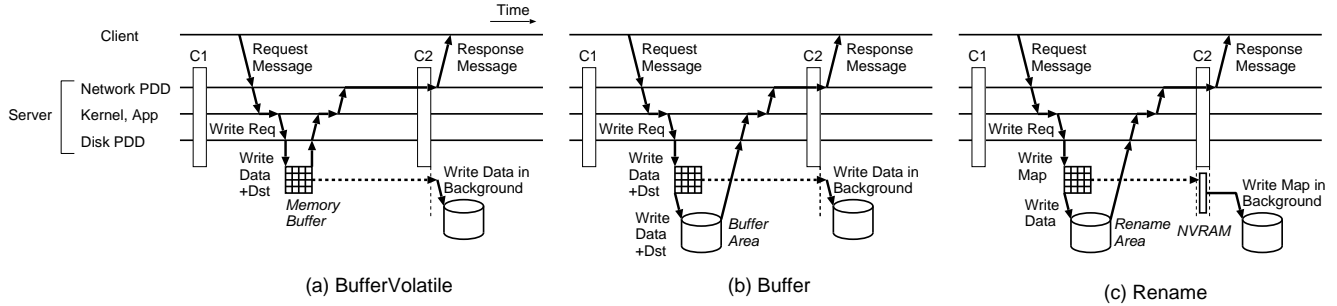 Time
Client
C1
Request
Message
C2
Response
Message
Server
Network PDD
Kernel, App
Disk PDD
Write Req
Write
Data
+Dst
Memory
Buffer
Write Data in
Background
(a) BufferVolatile
C1
Request
Message
C2
Response
Message
Write Req
Write
Data
+Dst
Write
Data
+Dst
Buffer
Area
Write Data in
Background
(b) Buffer
C1
Request
Message
C2
Response
Message
Write Req
Write
Map
Write
Data
Rename
Area
NVRAM
Write Map in
Background
(c) Rename